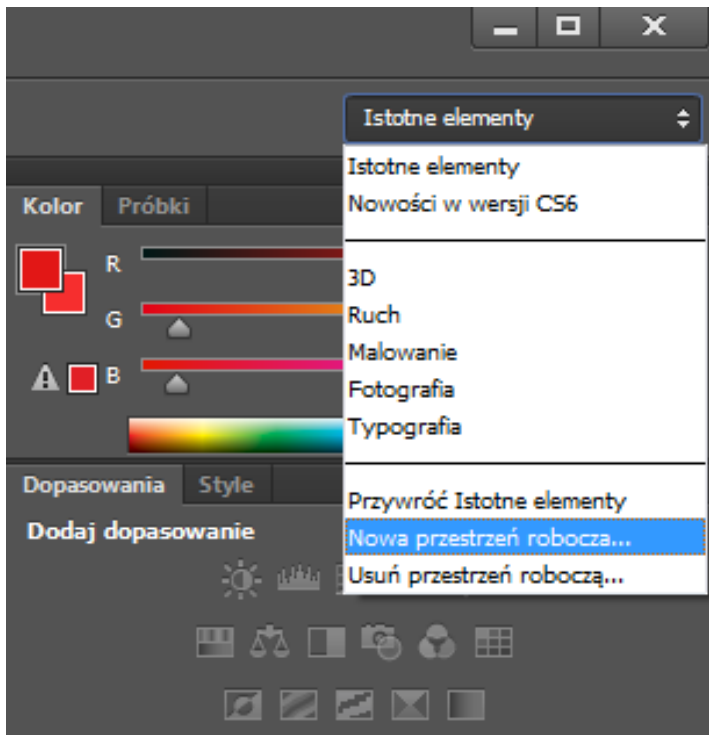 Istotne elementy
Istotne elementy
Nowości w wersji CS6
3D
Ruch
Malowanie
Fotografia
Typografia
Przywróć Istotne elementy
Nowa przestrzeń robocza...
Usuń przestrzeń roboczą...
Kolor Próbki
R
G
B
Dopasowania Style
Dodaj dopasowanie